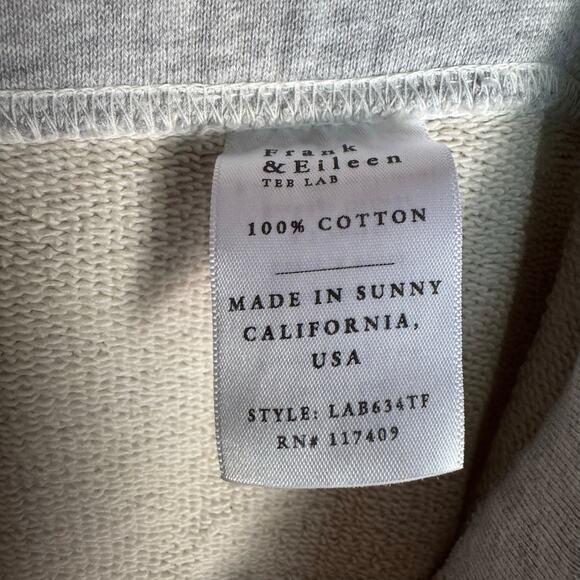 Frank
& Eileen
TEE LAB
100% COTTON
MADE IN SUNNY
CALIFORNIA,
USA
STYLE: LAB634TF
RN# 117409